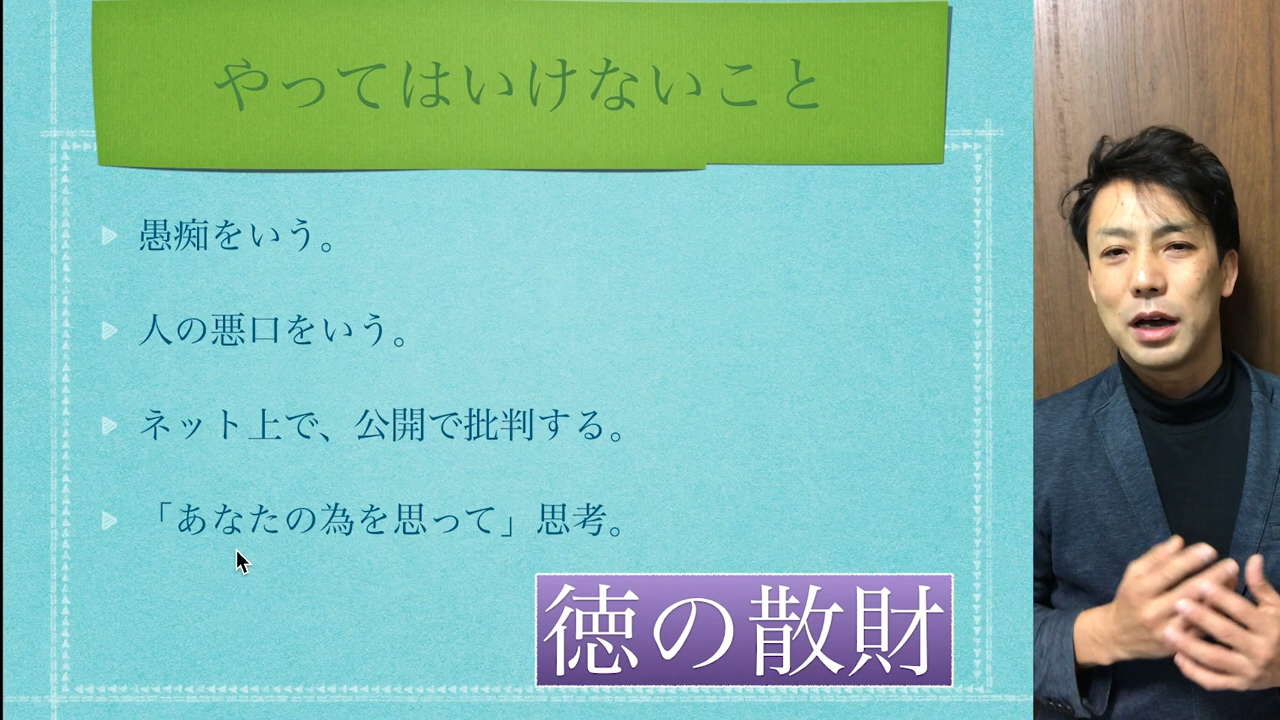 やってはいけないこと
愚痴をいう。
人の悪口をいう。
ネット上で、公開で批判する。
「あなたの為を思って」思考。
徳の散財